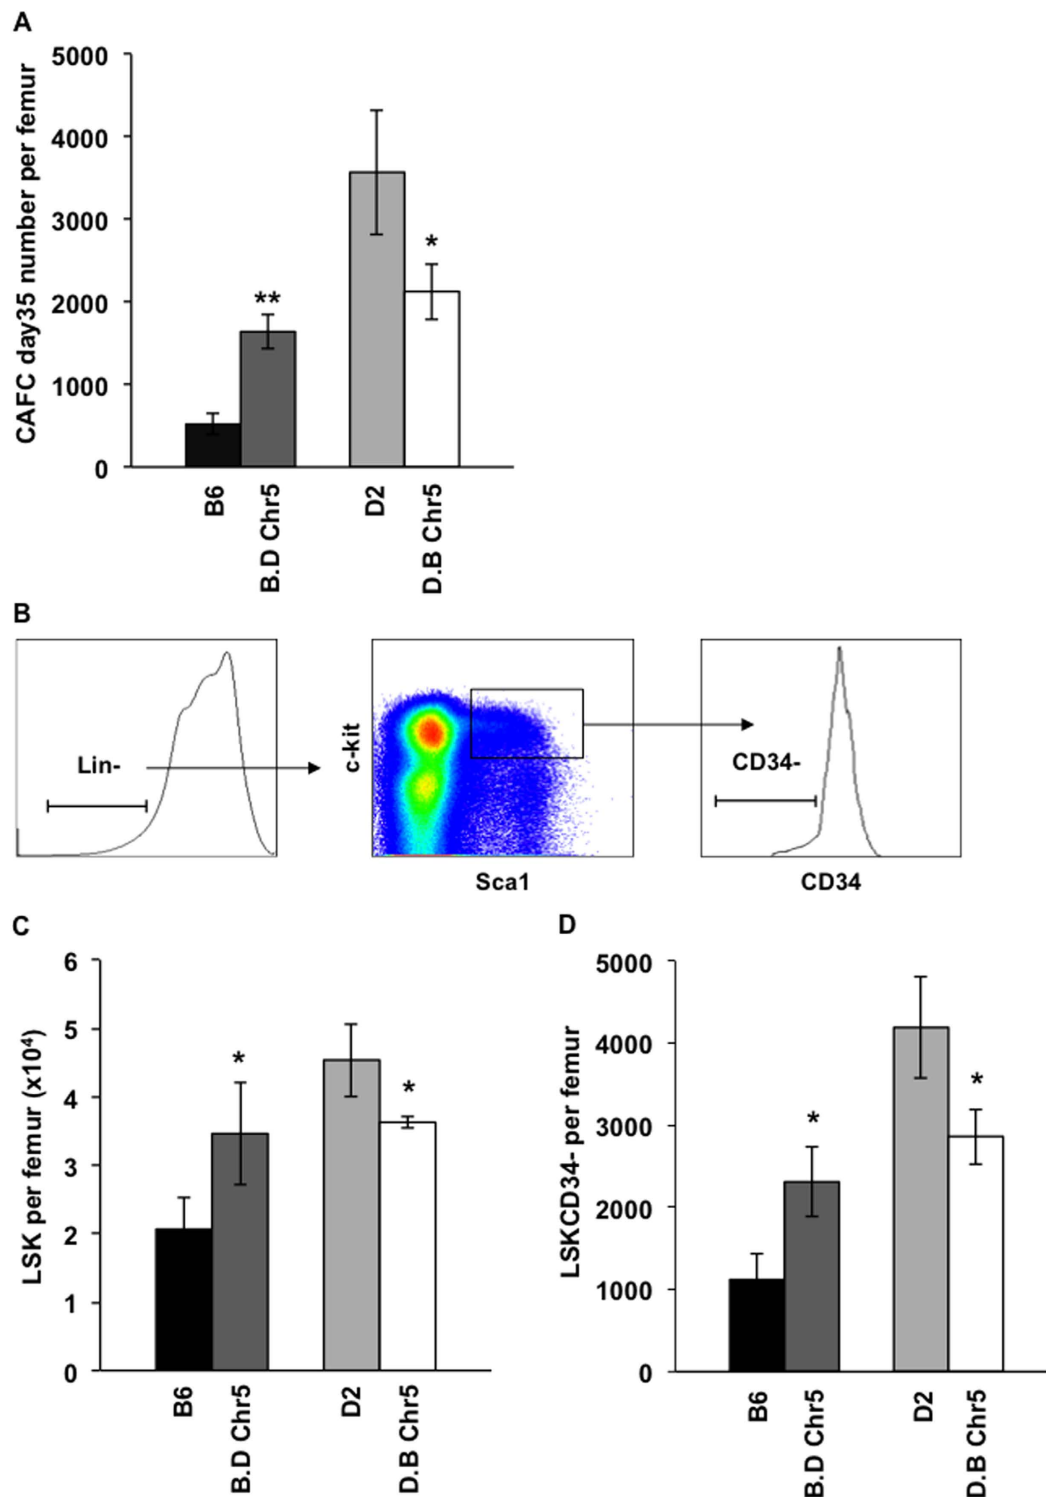 A
CAFC day35 number per femur
5000
4000
3000
2000
1000
0
**
*
B6
B.D Chr5
D2
D.B Chr5
B
Lin-
c-kit
Sca1
CD34-
CD34
C
LSK per femur (x10⁴)
6
5
4
3
2
1
0
*
*
B6
B.D Chr5
D2
D.B Chr5
D
LSKCD34- per femur
5000
4000
3000
2000
1000
0
*
*
B6
B.D Chr5
D2
D.B Chr5